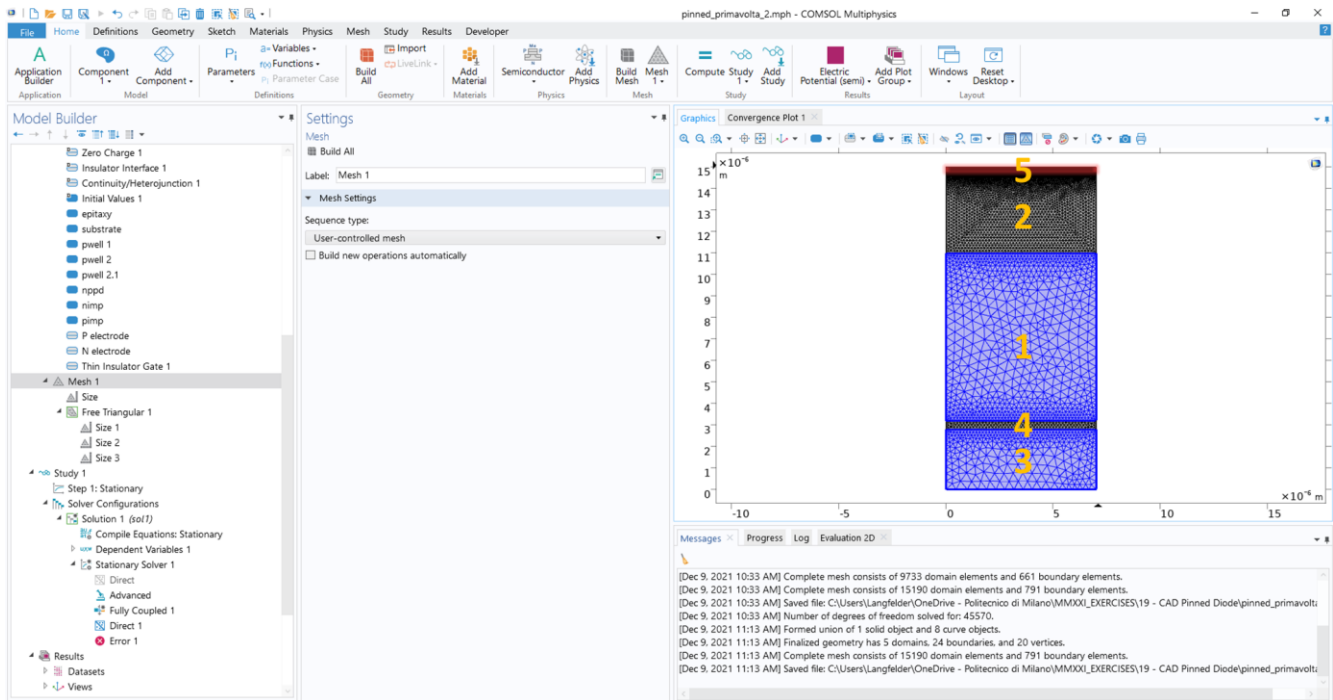 pinned_primavolta_2.mph - COMSOL Multiphysics
File Home Definitions Geometry Sketch Materials Physics Mesh Study Results Developer
Application Builder
Component 1
Add Component
Parameters
a= Variables
f(x) Functions
Pi Parameter Case
Build All
Import
LiveLink
Add Material
Semiconductor
Add Physics
Build Mesh
Mesh 1
Compute
Study 1
Add Study
Electric Potential (semi)
Add Plot Group
Windows
Reset Desktop
Application Model Definitions Geometry Materials Physics Mesh Study Results Layout
Model Builder
Zero Charge 1
Insulator Interface 1
Continuity/Heterojunction 1
Initial Values 1
epitaxy
substrate
pwell 1
pwell 2
pwell 2.1
nppd
nimp
pimp
P electrode
N electrode
Thin Insulator Gate 1
Mesh 1
Size
Free Triangular 1
Size 1
Size 2
Size 3
Study 1
Step 1: Stationary
Solver Configurations
Solution 1 (sol1)
Compile Equations: Stationary
Dependent Variables 1
Stationary Solver 1
Direct
Advanced
Fully Coupled 1
Direct 1
Error 1
Results
Datasets
Views
Settings
Mesh
Build All
Label: Mesh 1
Mesh Settings
Sequence type:
User-controlled mesh
Build new operations automatically
Graphics Convergence Plot 1
×10⁻⁶
m
15
14
13
12
11
10
9
8
7
6
5
4
3
2
1
0
5
2
1
4
3
×10⁻⁶ m
-10 -5 0 5 10 15
Messages Progress Log Evaluation 2D
[Dec 9, 2021 10:33 AM] Complete mesh consists of 9733 domain elements and 661 boundary elements.
[Dec 9, 2021 10:33 AM] Complete mesh consists of 15190 domain elements and 791 boundary elements.
[Dec 9, 2021 10:33 AM] Saved file: C:\Users\Langfelder\OneDrive - Politecnico di Milano\MMXXI_EXERCISES\19 - CAD Pinned Diode\pinned_primavolta
[Dec 9, 2021 10:33 AM] Number of degrees of freedom solved for: 45570.
[Dec 9, 2021 11:13 AM] Formed union of 1 solid object and 8 curve objects.
[Dec 9, 2021 11:13 AM] Finalized geometry has 5 domains, 24 boundaries, and 20 vertices.
[Dec 9, 2021 11:13 AM] Complete mesh consists of 15190 domain elements and 791 boundary elements.
[Dec 9, 2021 11:13 AM] Saved file: C:\Users\Langfelder\OneDrive - Politecnico di Milano\MMXXI_EXERCISES\19 - CAD Pinned Diode\pinned_primavolta